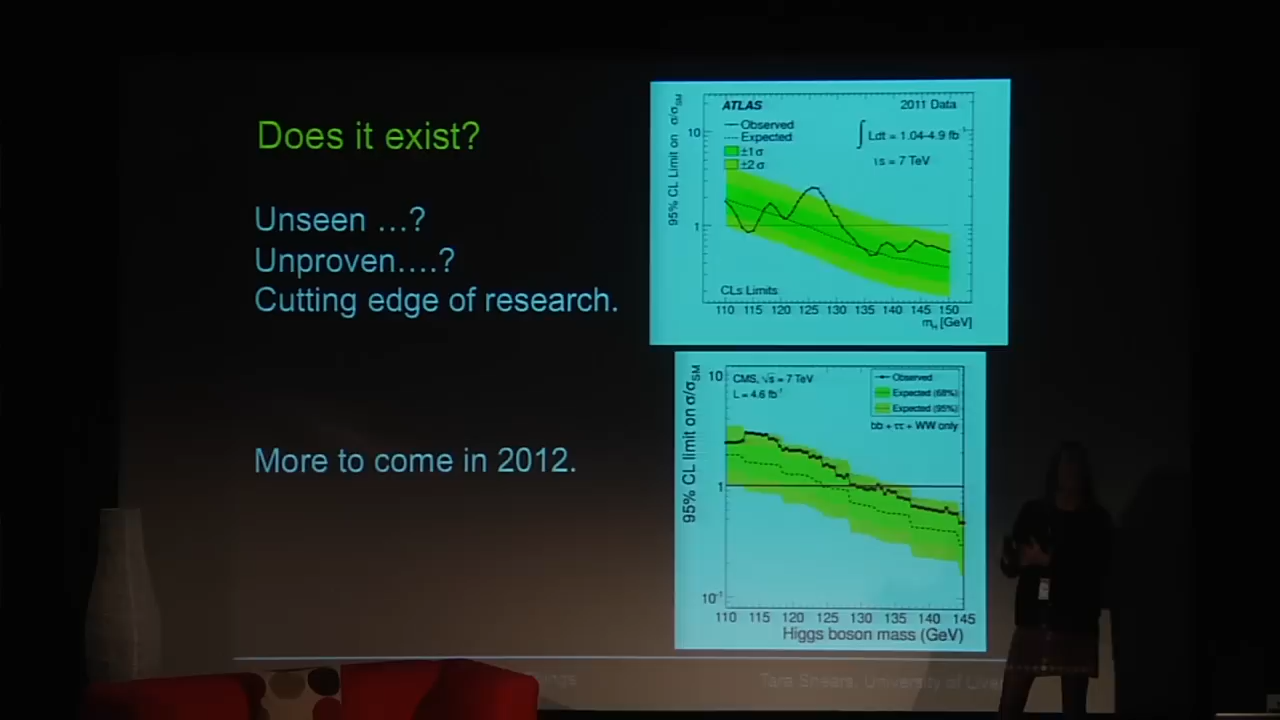 Does it exist?
Unseen ...?
Unproven....?
Cutting edge of research.
More to come in 2012.
ATLAS
2011 Data
Observed
Expected
±1 σ
±2 σ
∫ Ldt = 1.04-4.9 fb⁻¹
√s = 7 TeV
95% CL Limit on σ/σSM
10
1
CLs Limits
110 115 120 125 130 135 140 145 150
mH [GeV]
CMS, √s = 7 TeV
L = 4.6 fb⁻¹
Observed
Expected (68%)
Expected (95%)
bb + ττ + WW only
95% CL limit on σ/σSM
10
1
10⁻¹
110 115 120 125 130 135 140 145
Higgs boson mass (GeV)
Tara Shears, University of